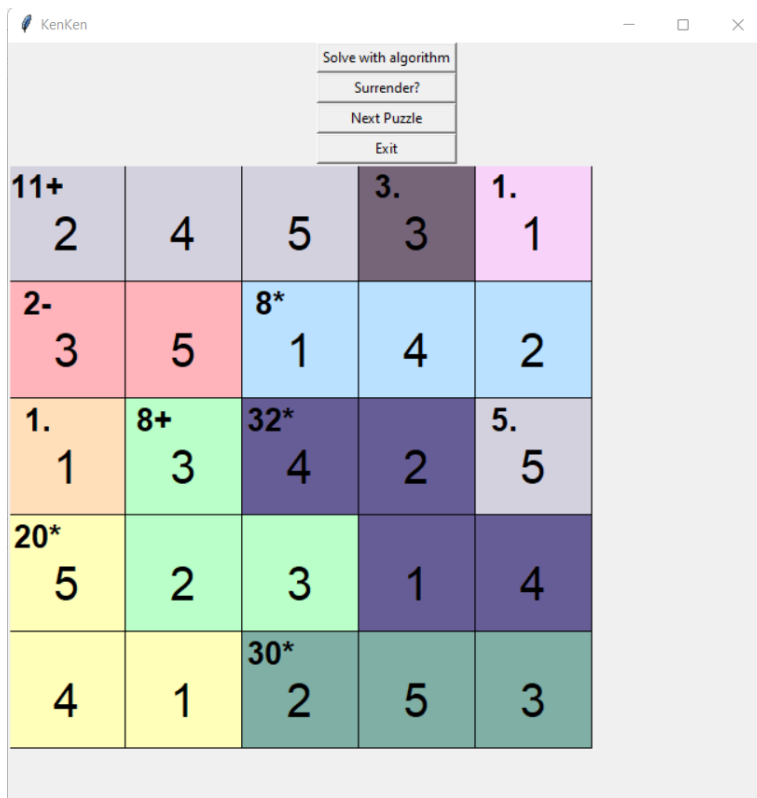 KenKen
Solve with algorithm
Surrender?
Next Puzzle
Exit
11+ 3. 1.
2 4 5 3 1
2- 8*
3 5 1 4 2
1. 8+ 32* 5.
1 3 4 2 5
20*
5 2 3 1 4
30*
4 1 2 5 3